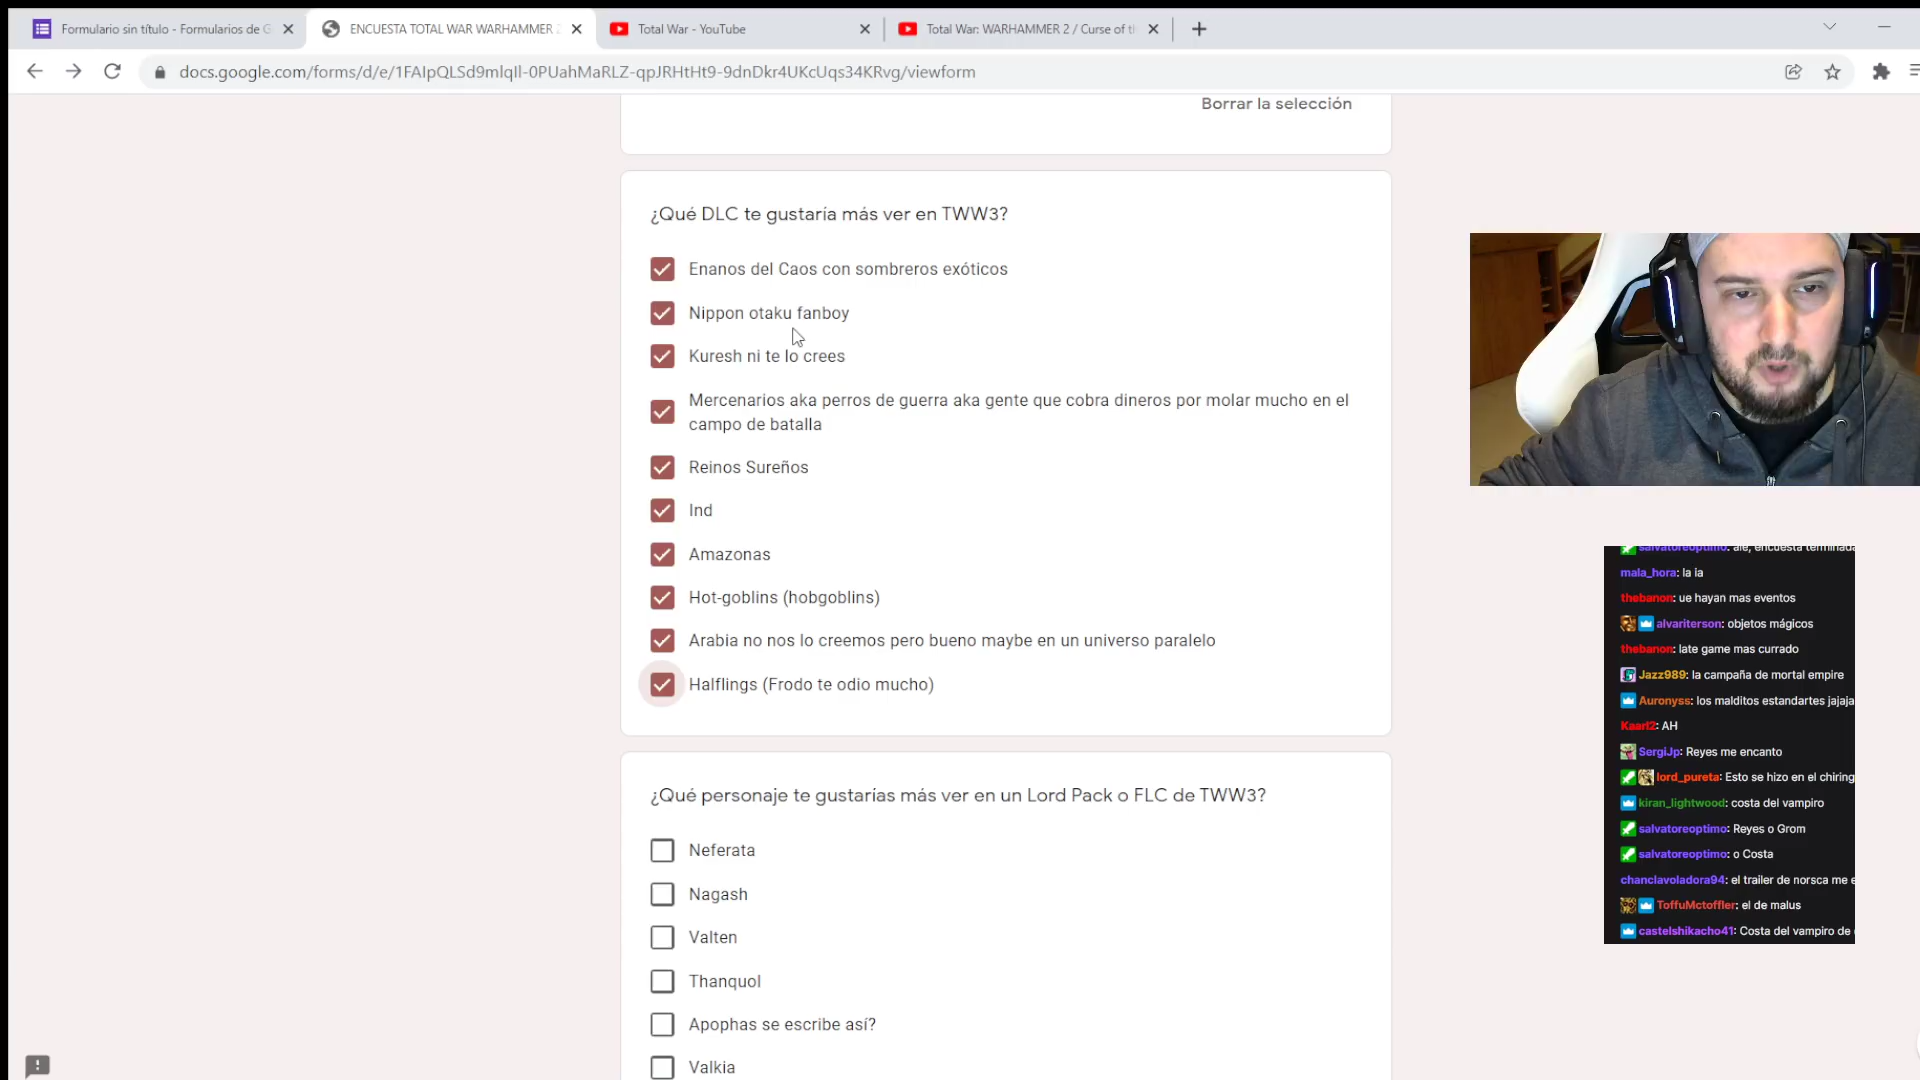 Formulario sin título - Formularios de G
ENCUESTA TOTAL WAR WARHAMMER 2
Total War - YouTube
Total War: WARHAMMER 2 / Curse of th
docs.google.com/forms/d/e/1FAIpQLSd9mlqIl-0PUahMaRLZ-qpJRHtHt9-9dnDkr4UKcUqs34KRvg/viewform
Borrar la selección
¿Qué DLC te gustaría más ver en TWW3?
Enanos del Caos con sombreros exóticos
Nippon otaku fanboy
Kuresh ni te lo crees
Mercenarios aka perros de guerra aka gente que cobra dineros por molar mucho en el
campo de batalla
Reinos Sureños
Ind
Amazonas
Hot-goblins (hobgoblins)
Arabia no nos lo creemos pero bueno maybe en un universo paralelo
Halflings (Frodo te odio mucho)
¿Qué personaje te gustarías más ver en un Lord Pack o FLC de TWW3?
Neferata
Nagash
Valten
Thanquol
Apophas se escribe así?
Valkia
salvatoreoptimo: ale, encuesta terminada
mala_hora: la ia
thebanon: ue hayan mas eventos
alvariterson: objetos mágicos
thebanon: late game mas currado
Jazz989: la campaña de mortal empire
Auronyss: los malditos estandartes jajaja
Kaarl2: AH
SergiJp: Reyes me encanto
lord_pureta: Esto se hizo en el chiring
kiran_lightwood: costa del vampiro
salvatoreoptimo: Reyes o Grom
salvatoreoptimo: o Costa
chanclavoladora94: el trailer de norsca me e
ToffuMctoffler: el de malus
castelshikacho41: Costa del vampiro de